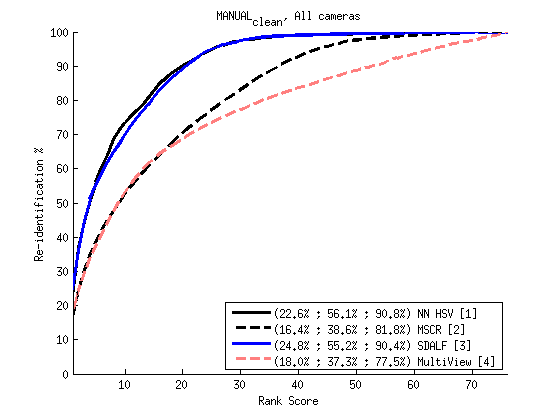 MANUAL clean, All cameras
100
90
80
70
60
50
40
30
20
10
0
Re-identification %
10 20 30 40 50 60 70
Rank Score
(22.6% ; 56.1% ; 90.8%) NN HSV [1]
(16.4% ; 38.6% ; 81.8%) MSCR [2]
(24.8% ; 55.2% ; 90.4%) SDALF [3]
(18.0% ; 37.3% ; 77.5%) MultiView [4]